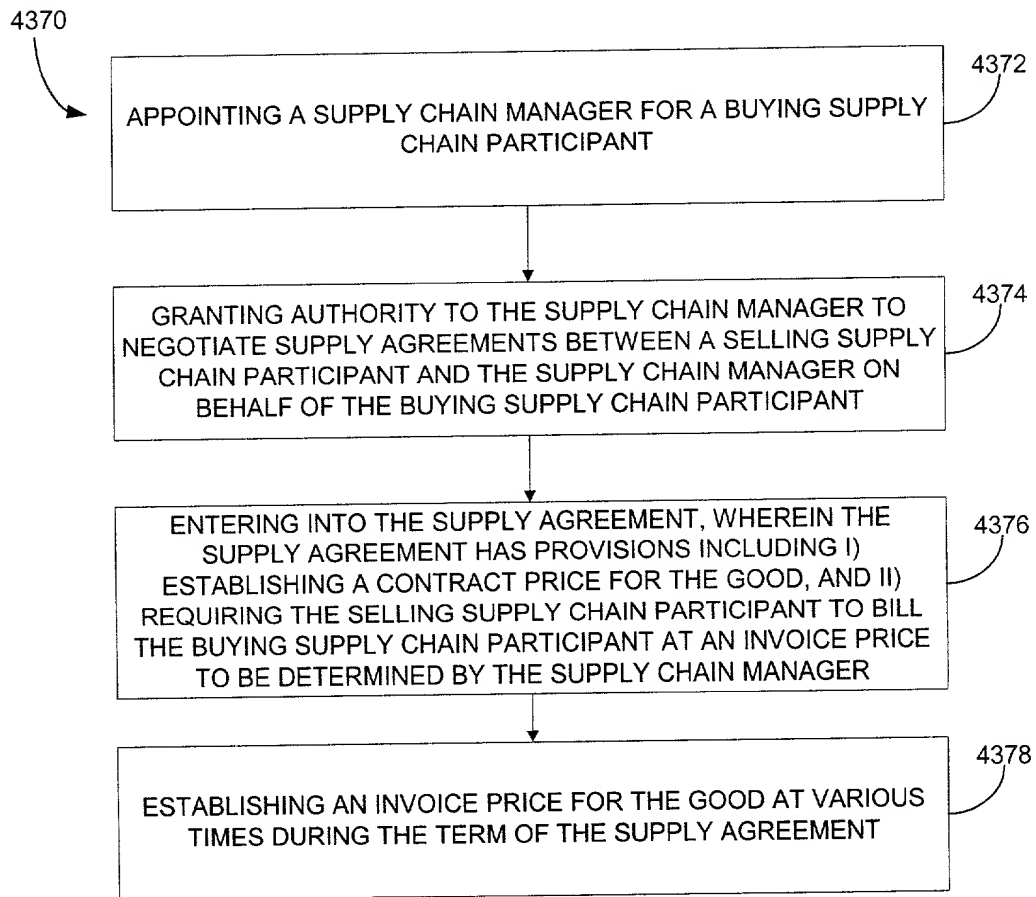 4370
4372
APPOINTING A SUPPLY CHAIN MANAGER FOR A BUYING SUPPLY
CHAIN PARTICIPANT
4374
GRANTING AUTHORITY TO THE SUPPLY CHAIN MANAGER TO
NEGOTIATE SUPPLY AGREEMENTS BETWEEN A SELLING SUPPLY
CHAIN PARTICIPANT AND THE SUPPLY CHAIN MANAGER ON
BEHALF OF THE BUYING SUPPLY CHAIN PARTICIPANT
4376
ENTERING INTO THE SUPPLY AGREEMENT, WHEREIN THE
SUPPLY AGREEMENT HAS PROVISIONS INCLUDING I)
ESTABLISHING A CONTRACT PRICE FOR THE GOOD, AND II)
REQUIRING THE SELLING SUPPLY CHAIN PARTICIPANT TO BILL
THE BUYING SUPPLY CHAIN PARTICIPANT AT AN INVOICE PRICE
TO BE DETERMINED BY THE SUPPLY CHAIN MANAGER
4378
ESTABLISHING AN INVOICE PRICE FOR THE GOOD AT VARIOUS
TIMES DURING THE TERM OF THE SUPPLY AGREEMENT